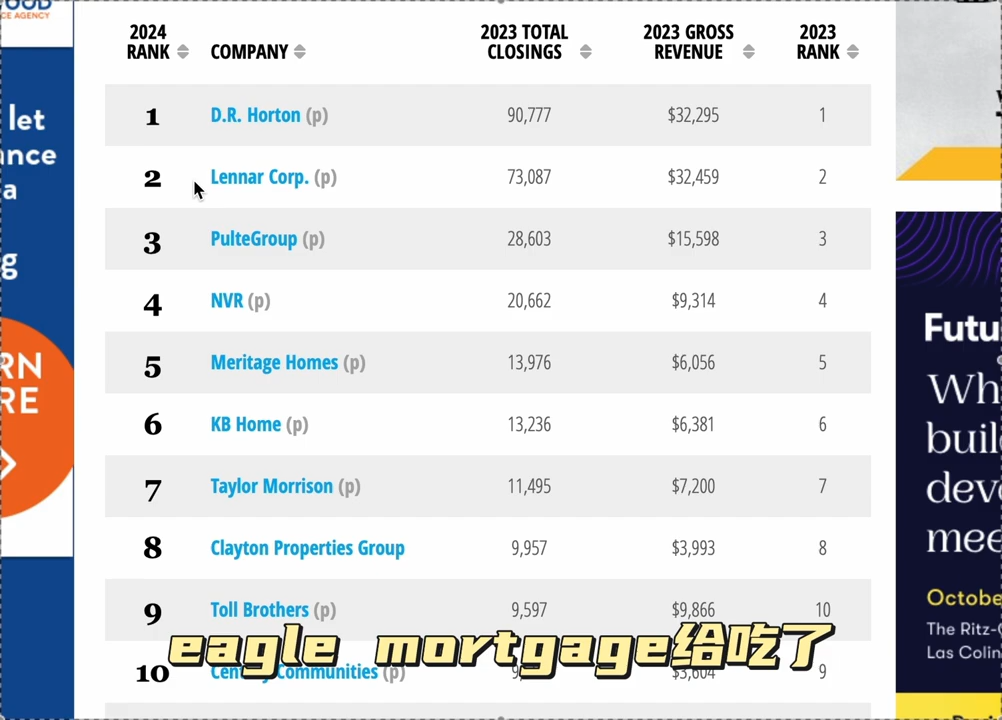 OOD
CE AGENCY
let
nce
a
g
RN
RE
2024 RANK COMPANY 2023 TOTAL CLOSINGS 2023 GROSS REVENUE 2023 RANK
1 D.R. Horton (p) 90,777 $32,295 1
2 Lennar Corp. (p) 73,087 $32,459 2
3 PulteGroup (p) 28,603 $15,598 3
4 NVR (p) 20,662 $9,314 4
5 Meritage Homes (p) 13,976 $6,056 5
6 KB Home (p) 13,236 $6,381 6
7 Taylor Morrison (p) 11,495 $7,200 7
8 Clayton Properties Group 9,957 $3,993 8
9 Toll Brothers (p) 9,597 $9,866 10
10 Communities (p) 9
eagle mortgage给吃了
Futu
Wh
buil
dev
mee
Octobe
The Ritz-
Las Colin